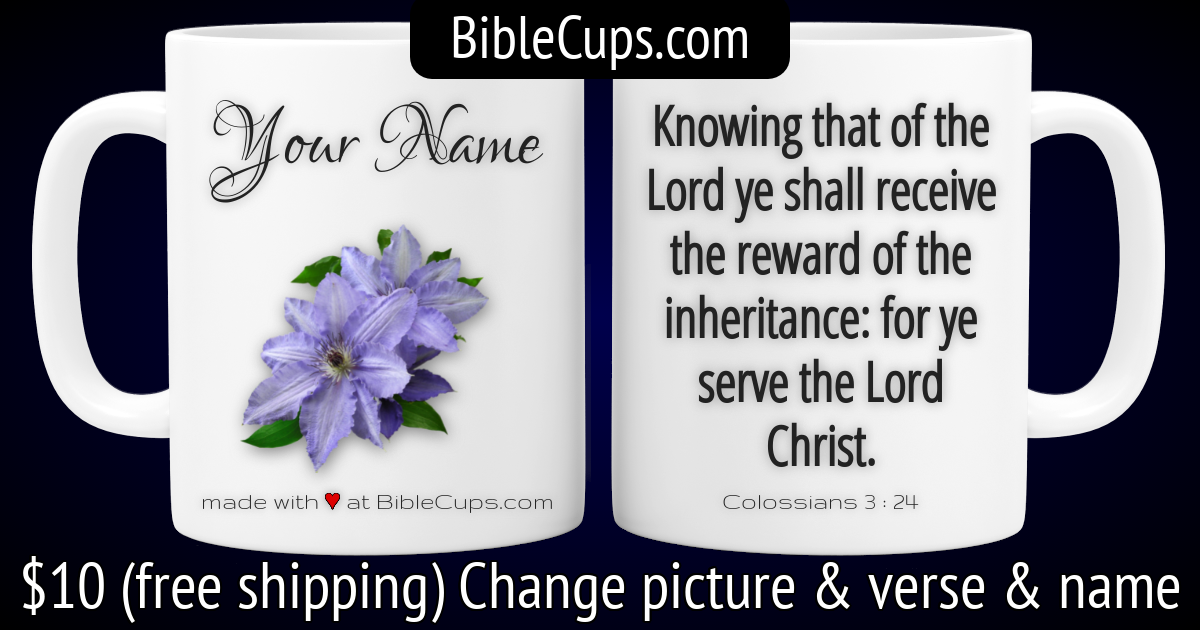 BibleCups.com
Your Name
made with ♥ at BibleCups.com
Knowing that of the
Lord ye shall receive
the reward of the
inheritance: for ye
serve the Lord
Christ.
Colossians 3 : 24
$10 (free shipping) Change picture & verse & name